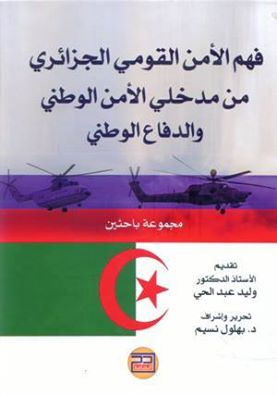 فهم الأمن القومي الجزائري
من مدخلي الأمن الوطني
والدفاع الوطني
مجموعة باحثين
تقديم
الأستاذ الدكتور
وليد عبد الحي
تحرير وإشراف
د. بهلول نسيم